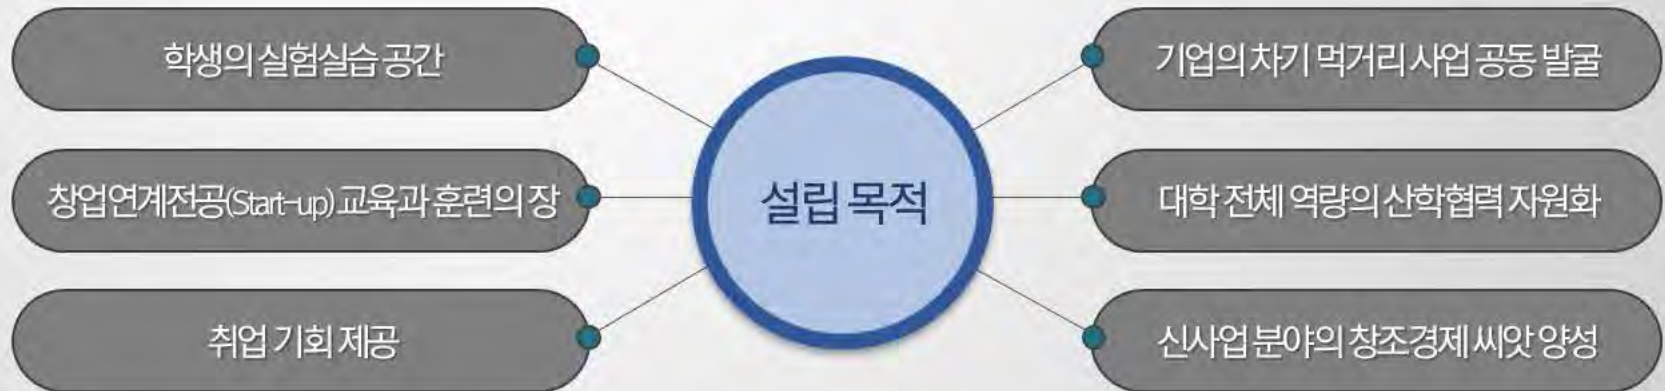 학생의 실험실습 공간
창업연계전공(Start-up) 교육과 훈련의 장
취업 기회 제공
설립 목적
기업의 차기 먹거리 사업 공동 발굴
대학 전체 역량의 산학협력 자원화
신사업 분야의 창조경제 씨앗 양성